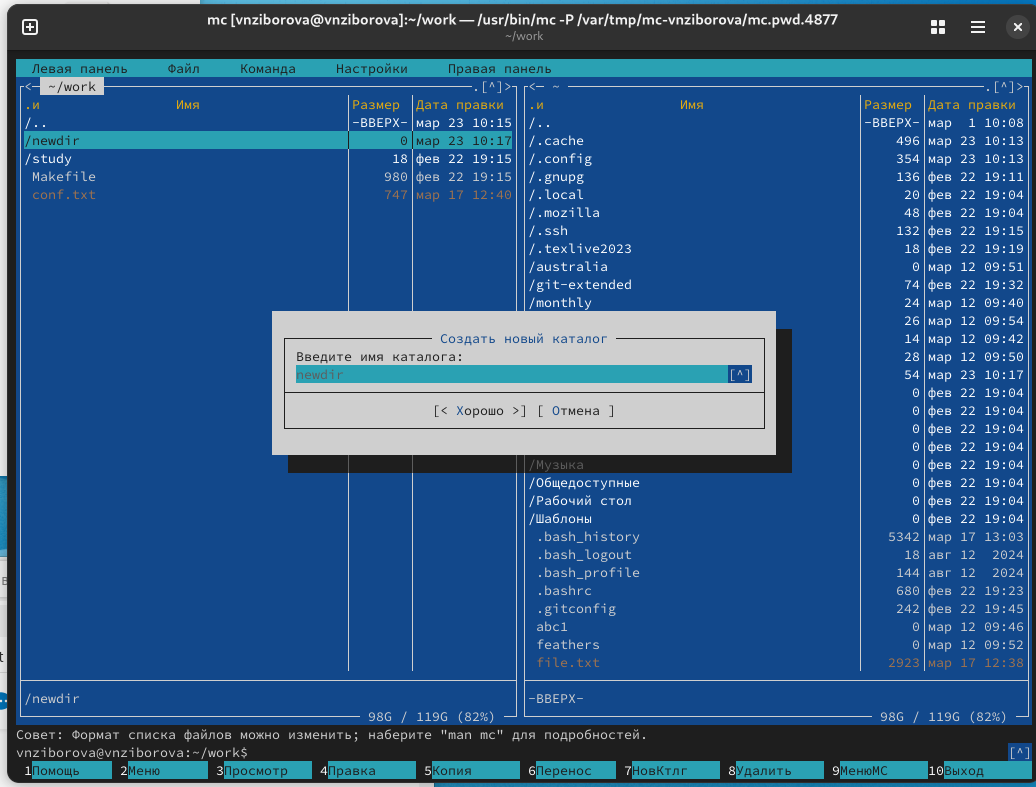 mc [vnziborova@vnziborova]:~/work — /usr/bin/mc -P /var/tmp/mc-vnziborova/mc.pwd.4877
~/work
Левая панель Файл Команда Настройки Правая панель
<─ ~/work .[^]>
.и Имя Размер Дата правки
/.. -ВВЕРХ- мар 23 10:15
/newdir 0 мар 23 10:17
/study 18 фев 22 19:15
Makefile 980 фев 22 19:15
conf.txt 747 мар 17 12:40
/newdir
98G / 119G (82%)
<─ ~ .[^]>
.и Имя Размер Дата правки
/.. -ВВЕРХ- мар 1 10:08
/.cache 496 мар 23 10:13
/.config 354 мар 23 10:13
/.gnupg 136 фев 22 19:11
/.local 20 фев 22 19:04
/.mozilla 48 фев 22 19:04
/.ssh 132 фев 22 19:15
/.texlive2023 18 фев 22 19:19
/australia 0 мар 12 09:51
/git-extended 74 фев 22 19:32
/monthly 24 мар 12 09:40
26 мар 12 09:54
14 мар 12 09:42
28 мар 12 09:50
54 мар 23 10:17
0 фев 22 19:04
0 фев 22 19:04
0 фев 22 19:04
0 фев 22 19:04
/Музыка 0 фев 22 19:04
/Общедоступные 0 фев 22 19:04
/Рабочий стол 0 фев 22 19:04
/Шаблоны 0 фев 22 19:04
.bash_history 5342 мар 17 13:03
.bash_logout 18 авг 12 2024
.bash_profile 144 авг 12 2024
.bashrc 680 фев 22 19:23
.gitconfig 242 фев 22 19:45
abc1 0 мар 12 09:46
feathers 0 мар 12 09:52
file.txt 2923 мар 17 12:38
-ВВЕРХ-
98G / 119G (82%)
Создать новый каталог
Введите имя каталога:
newdir [^]
[< Хорошо >] [ Отмена ]
Совет: Формат списка файлов можно изменить; наберите "man mc" для подробностей.
vnziborova@vnziborova:~/work$ [^]
1Помощь 2Меню 3Просмотр 4Правка 5Копия 6Перенос 7НовКтлг 8Удалить 9МенюМС 10Выход